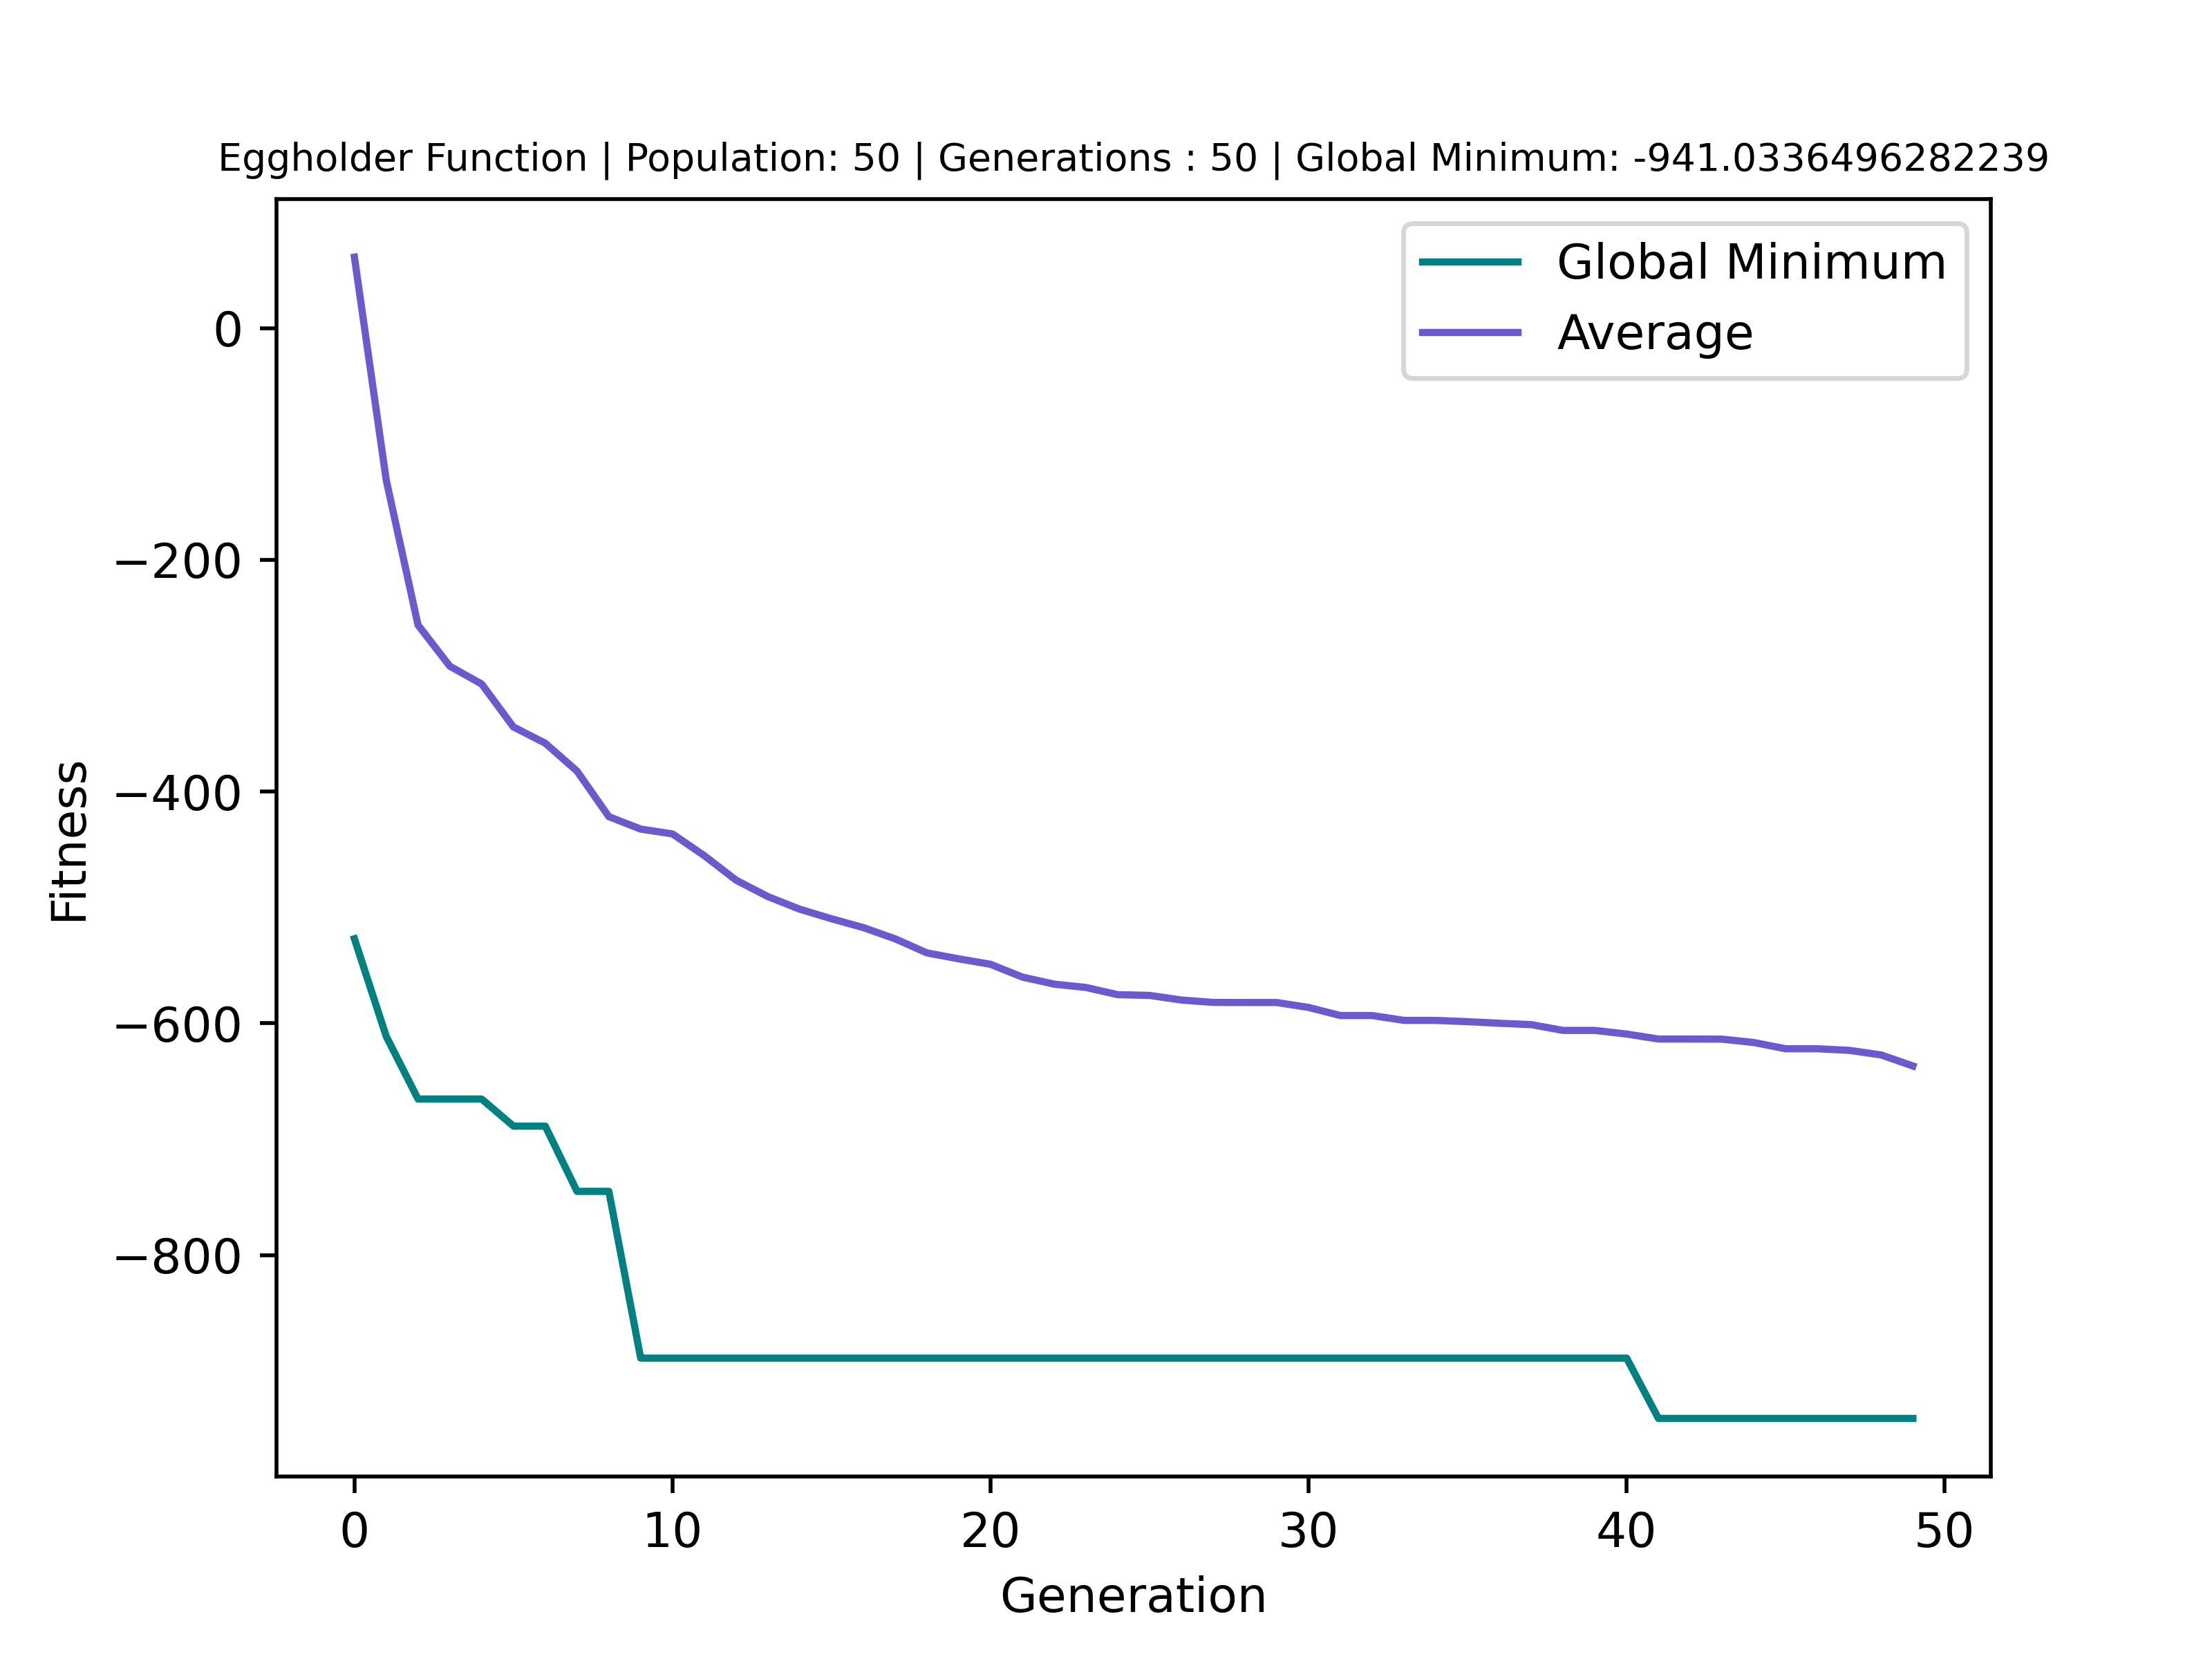 Eggholder Function | Population: 50 | Generations : 50 | Global Minimum: -941.0336496282239
Global Minimum
Average
0
−200
−400
−600
−800
Fitness
0 10 20 30 40 50
Generation